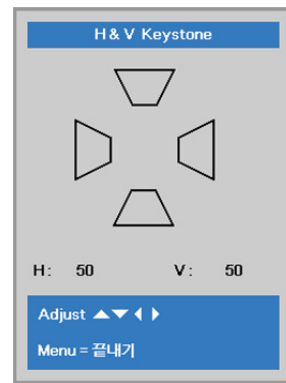 H & V Keystone
H: 50 V: 50
Adjust ▲▼◀▶
Menu = 끝내기